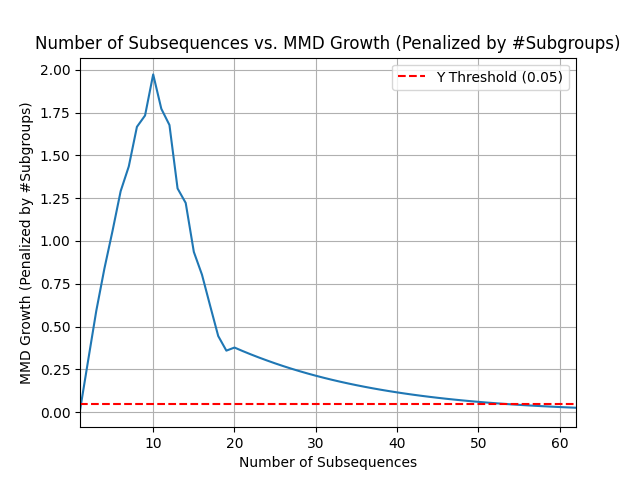 Number of Subsequences vs. MMD Growth (Penalized by #Subgroups)
Y Threshold (0.05)
MMD Growth (Penalized by #Subgroups)
2.00
1.75
1.50
1.25
1.00
0.75
0.50
0.25
0.00
10 20 30 40 50 60
Number of Subsequences